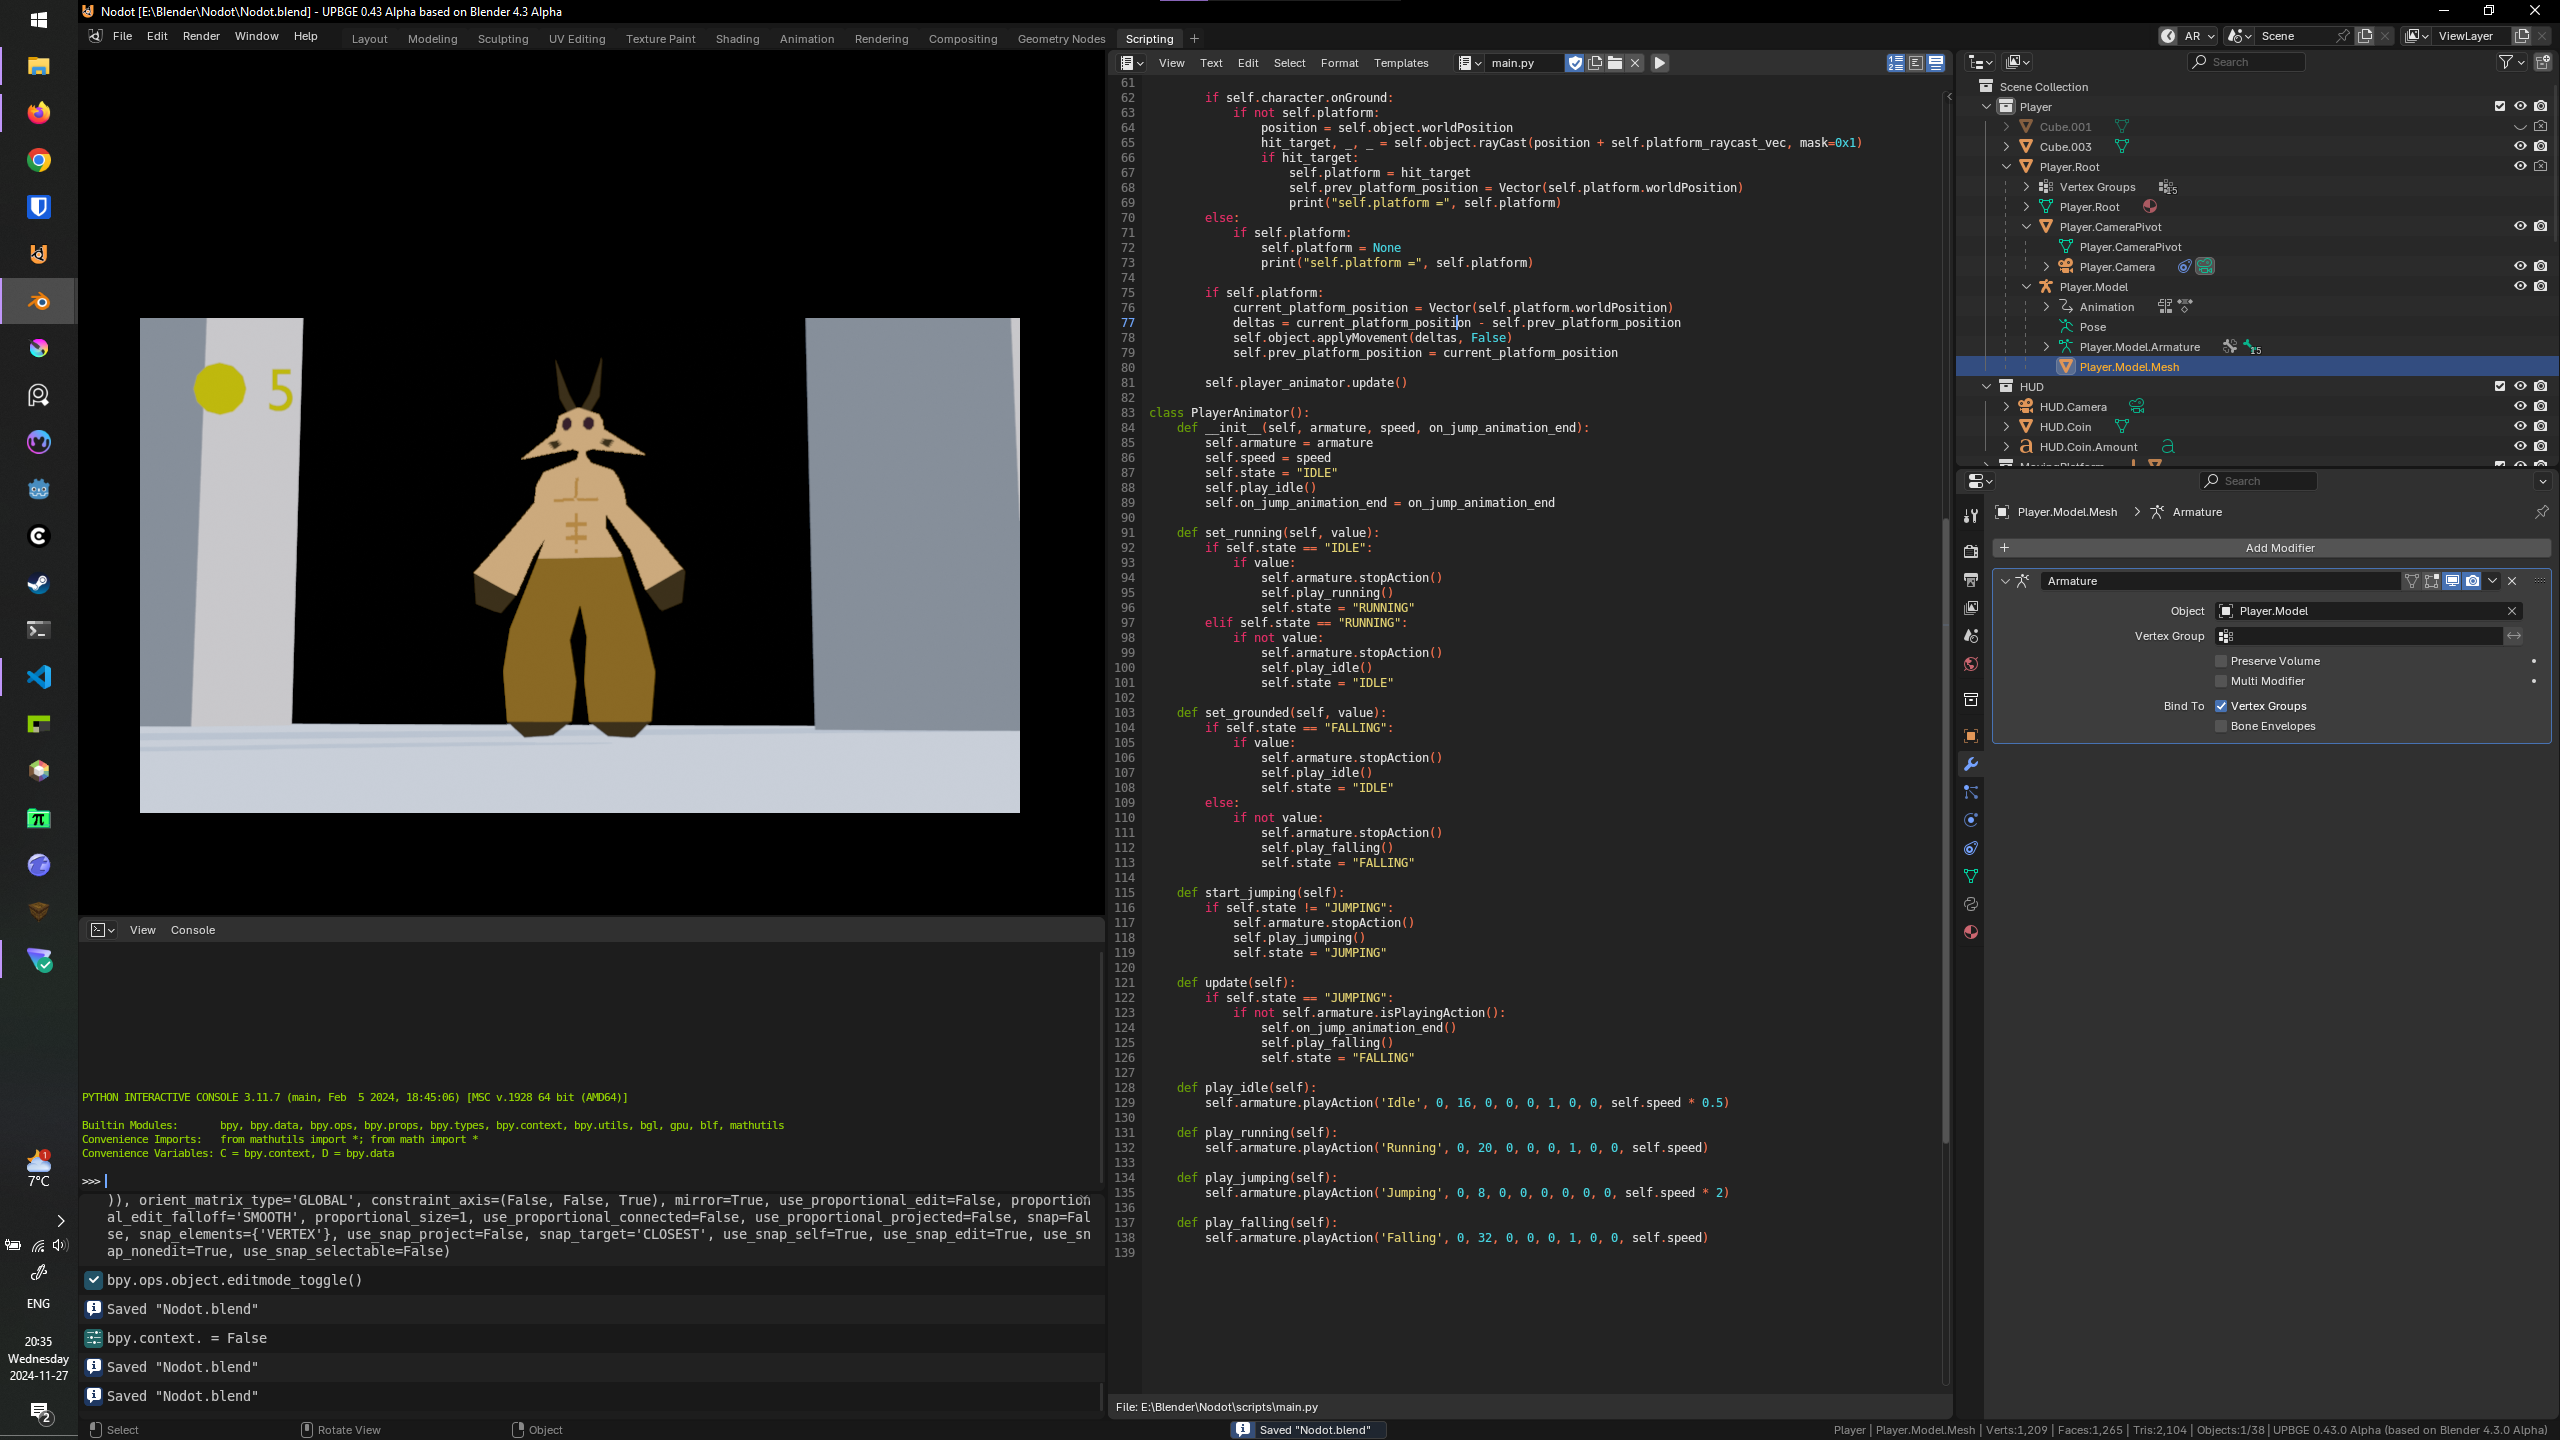 Nodot [E:\Blender\Nodot\Nodot.blend] - UPBGE 0.43 Alpha based on Blender 4.3 Alpha
File Edit Render Window Help
Layout Modeling Sculpting UV Editing Texture Paint Shading Animation Rendering Compositing Geometry Nodes Scripting +
AR Scene ViewLayer
5
View Text Edit Select Format Templates main.py
61
62 if self.character.onGround:
63 if not self.platform:
64 position = self.object.worldPosition
65 hit_target, _, _ = self.object.rayCast(position + self.platform_raycast_vec, mask=0x1)
66 if hit_target:
67 self.platform = hit_target
68 self.prev_platform_position = Vector(self.platform.worldPosition)
69 print("self.platform =", self.platform)
70 else:
71 if self.platform:
72 self.platform = None
73 print("self.platform =", self.platform)
74
75 if self.platform:
76 current_platform_position = Vector(self.platform.worldPosition)
77 deltas = current_platform_position - self.prev_platform_position
78 self.object.applyMovement(deltas, False)
79 self.prev_platform_position = current_platform_position
80
81 self.player_animator.update()
82
83 class PlayerAnimator():
84 def __init__(self, armature, speed, on_jump_animation_end):
85 self.armature = armature
86 self.speed = speed
87 self.state = "IDLE"
88 self.play_idle()
89 self.on_jump_animation_end = on_jump_animation_end
90
91 def set_running(self, value):
92 if self.state == "IDLE":
93 if value:
94 self.armature.stopAction()
95 self.play_running()
96 self.state = "RUNNING"
97 elif self.state == "RUNNING":
98 if not value:
99 self.armature.stopAction()
100 self.play_idle()
101 self.state = "IDLE"
102
103 def set_grounded(self, value):
104 if self.state == "FALLING":
105 if value:
106 self.armature.stopAction()
107 self.play_idle()
108 self.state = "IDLE"
109 else:
110 if not value:
111 self.armature.stopAction()
112 self.play_falling()
113 self.state = "FALLING"
114
115 def start_jumping(self):
116 if self.state != "JUMPING":
117 self.armature.stopAction()
118 self.play_jumping()
119 self.state = "JUMPING"
120
121 def update(self):
122 if self.state == "JUMPING":
123 if not self.armature.isPlayingAction():
124 self.on_jump_animation_end()
125 self.play_falling()
126 self.state = "FALLING"
127
128 def play_idle(self):
129 self.armature.playAction('Idle', 0, 16, 0, 0, 0, 1, 0, 0, self.speed * 0.5)
130
131 def play_running(self):
132 self.armature.playAction('Running', 0, 20, 0, 0, 0, 1, 0, 0, self.speed)
133
134 def play_jumping(self):
135 self.armature.playAction('Jumping', 0, 8, 0, 0, 0, 0, 0, 0, self.speed * 2)
136
137 def play_falling(self):
138 self.armature.playAction('Falling', 0, 32, 0, 0, 0, 1, 0, 0, self.speed)
139
File: E:\Blender\Nodot\scripts\main.py
Search
Scene Collection
Player
Cube.001
Cube.003
Player.Root
Vertex Groups 15
Player.Root
Player.CameraPivot
Player.CameraPivot
Player.Camera
Player.Model
Animation
Pose
Player.Model.Armature 15
Player.Model.Mesh
HUD
HUD.Camera
HUD.Coin
HUD.Coin.Amount
MovingPlatform
Search
Player.Model.Mesh > Armature
+ Add Modifier
Armature
Object Player.Model
Vertex Group
Preserve Volume
Multi Modifier
Bind To Vertex Groups
Bone Envelopes
View Console
PYTHON INTERACTIVE CONSOLE 3.11.7 (main, Feb  5 2024, 18:45:06) [MSC v.1928 64 bit (AMD64)]
Builtin Modules: bpy, bpy.data, bpy.ops, bpy.props, bpy.types, bpy.context, bpy.utils, bgl, gpu, blf, mathutils
Convenience Imports: from mathutils import *; from math import *
Convenience Variables: C = bpy.context, D = bpy.data
>>>
)), orient_matrix_type='GLOBAL', constraint_axis=(False, False, True), mirror=True, use_proportional_edit=False, proportion
al_edit_falloff='SMOOTH', proportional_size=1, use_proportional_connected=False, use_proportional_projected=False, snap=Fal
se, snap_elements={'VERTEX'}, use_snap_project=False, snap_target='CLOSEST', use_snap_self=True, use_snap_edit=True, use_sn
ap_nonedit=True, use_snap_selectable=False)
bpy.ops.object.editmode_toggle()
Saved "Nodot.blend"
bpy.context. = False
Saved "Nodot.blend"
Saved "Nodot.blend"
1
7°C
ENG
20:35
Wednesday
2024-11-27
2
Select Rotate View Object
Saved "Nodot.blend"
Player | Player.Model.Mesh | Verts:1,209 | Faces:1,265 | Tris:2,104 | Objects:1/38 | UPBGE 0.43.0 Alpha (based on Blender 4.3.0 Alpha)